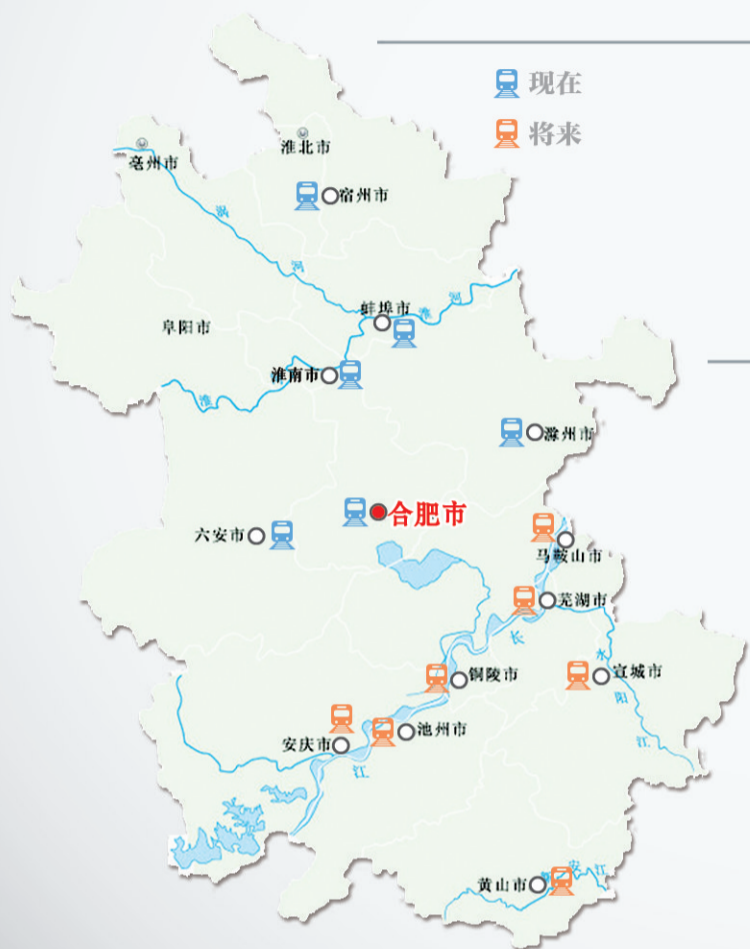 现在
将来
淮北市
亳州市
宿州市
涡
河
蚌埠市
淮
河
阜阳市
淮南市
淮
滁州市
合肥市
六安市
马鞍山市
芜湖市
长
水
铜陵市
宣城市
阳
池州市
安庆市
江
江
安
江
黄山市